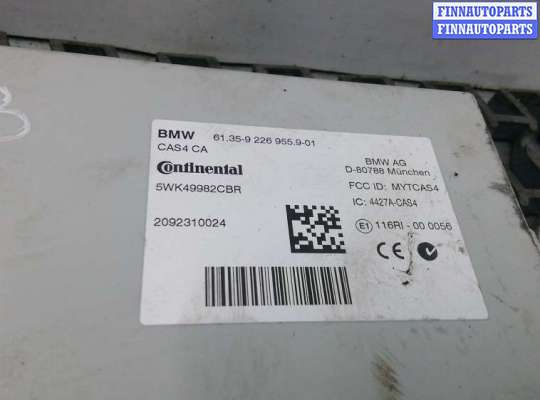 FINNAUTOPARTS
FINNAUTOPARTS
BMW 61.35-9 226 955.9-01
CAS4 CA
Continental
5WK49982CBR
2092310024
BMW AG
D-80788 München
FCC ID: MYTCAS4
IC: 4427A-CAS4
E1 116RI - 00 0056
CE